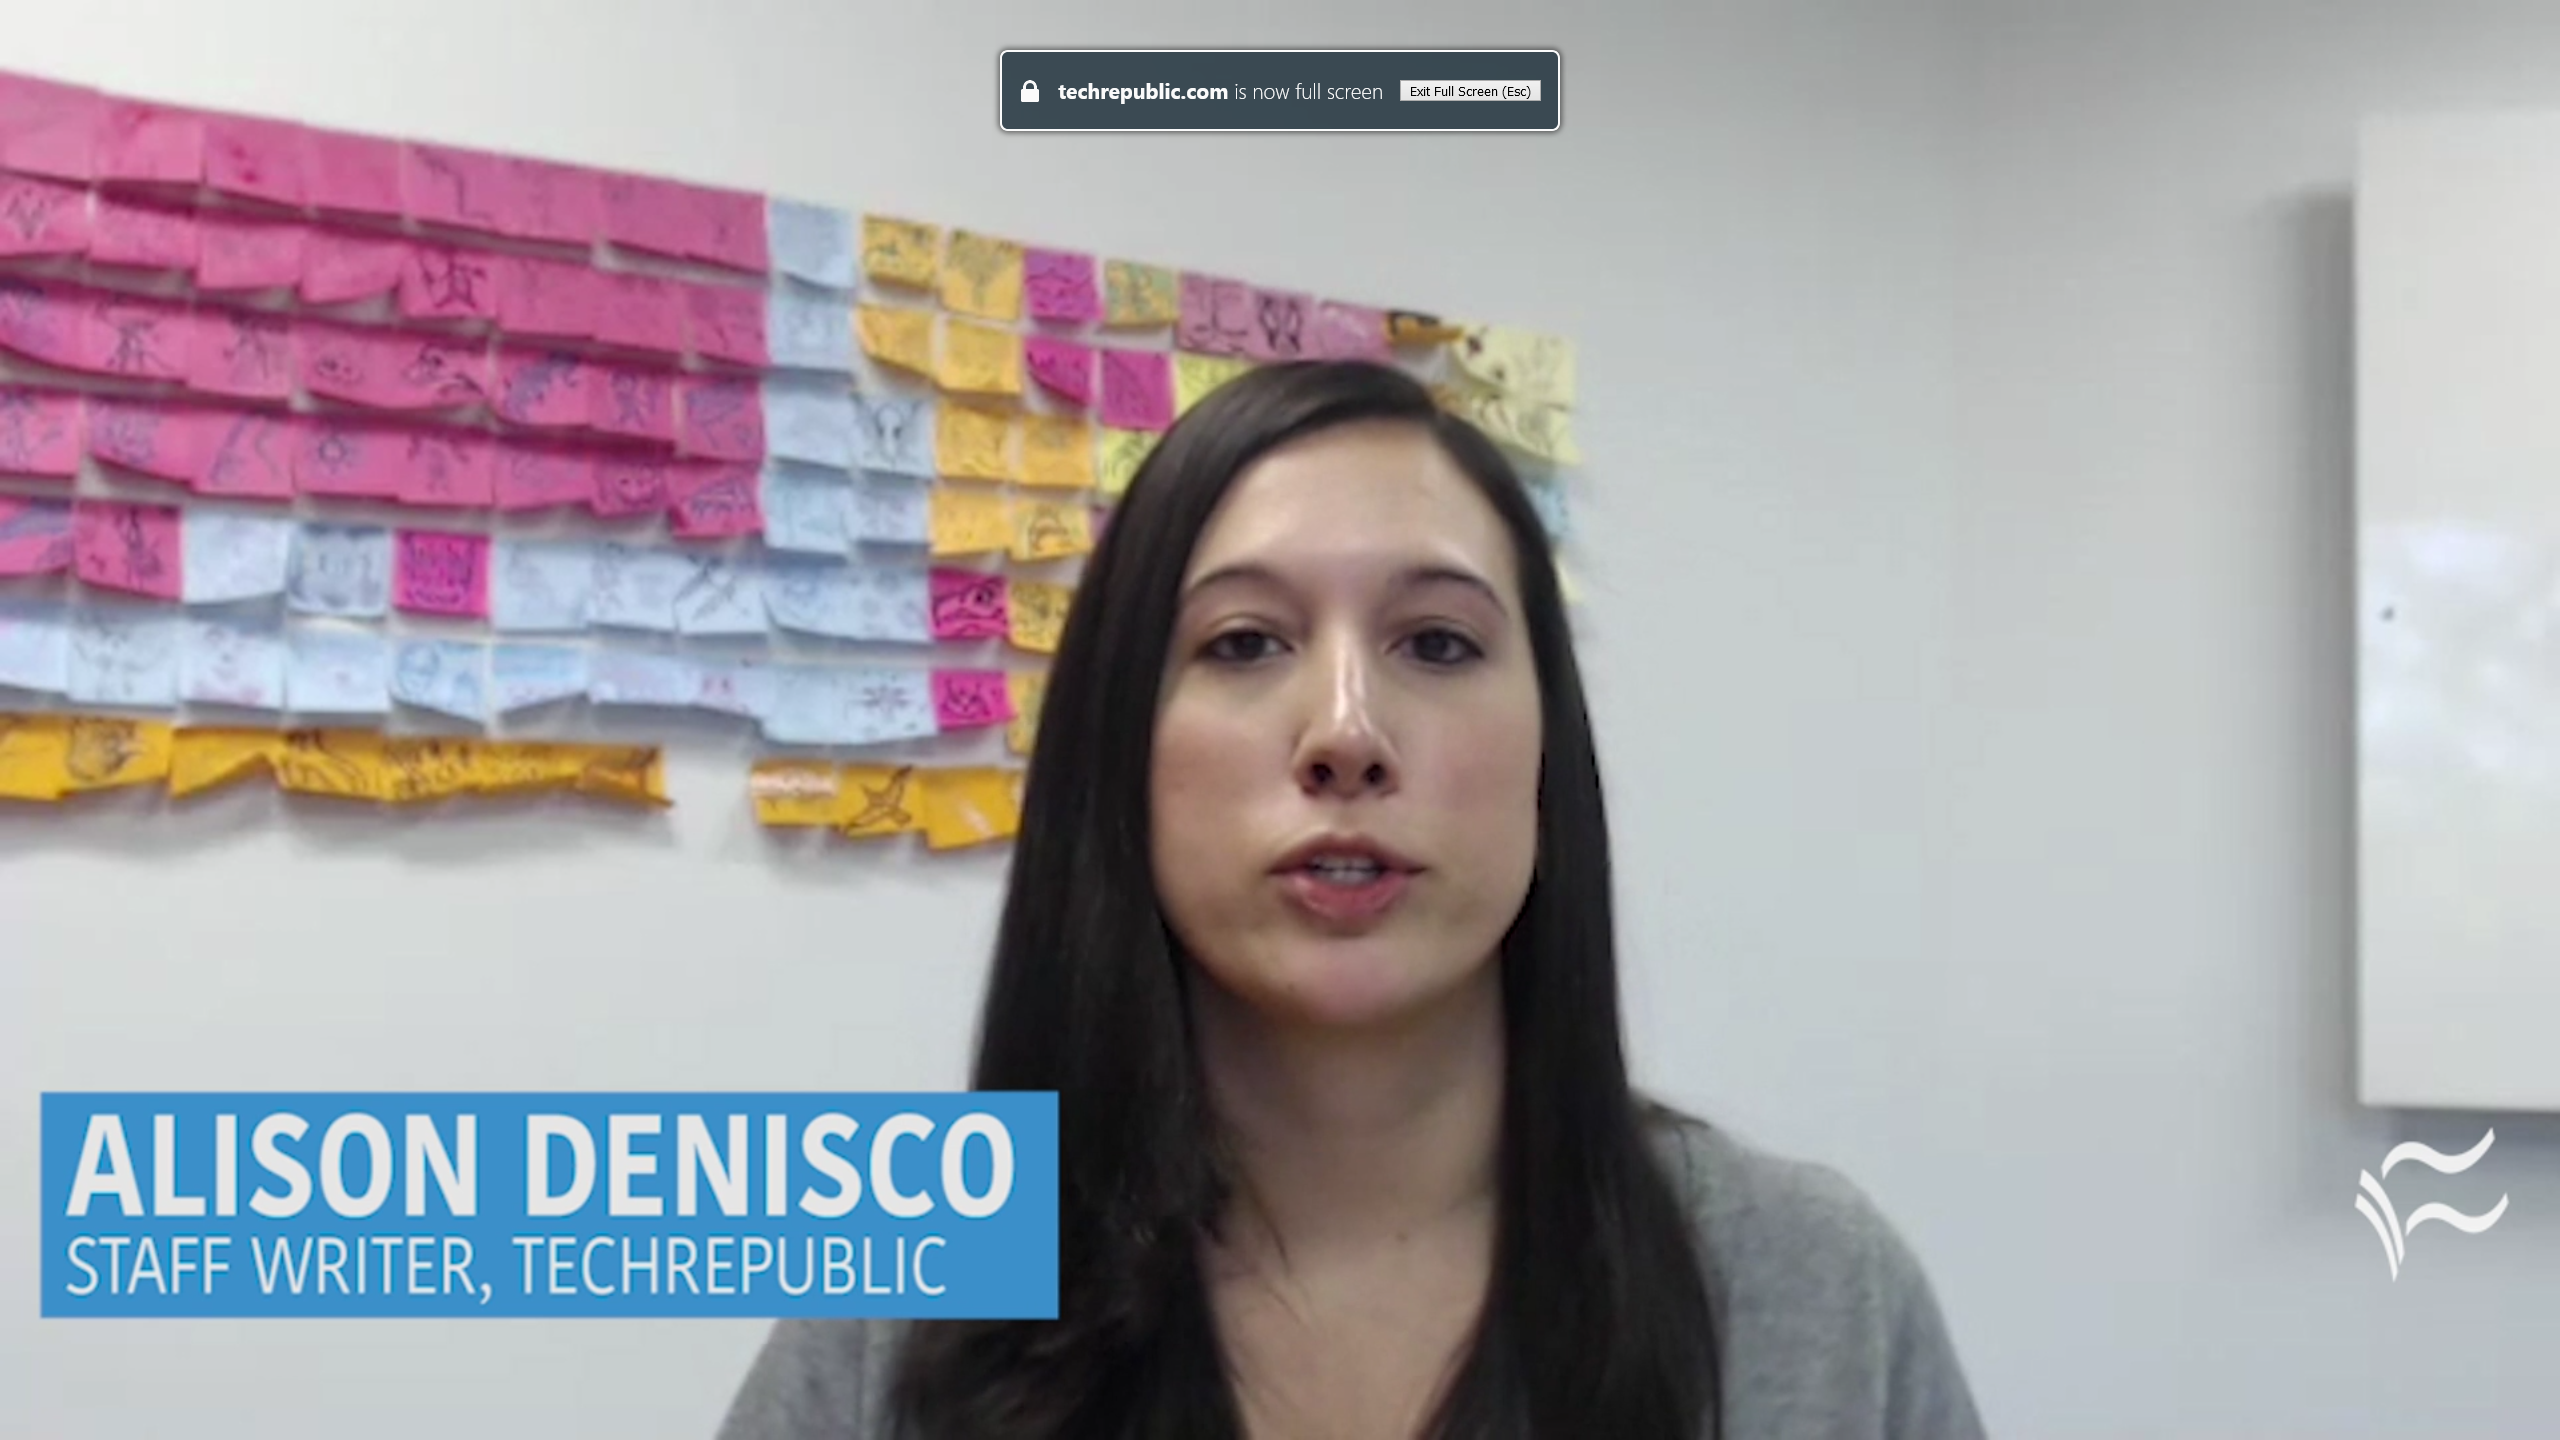 techrepublic.com is now full screen Exit Full Screen (Esc)
ALISON DENISCO
STAFF WRITER, TECHREPUBLIC